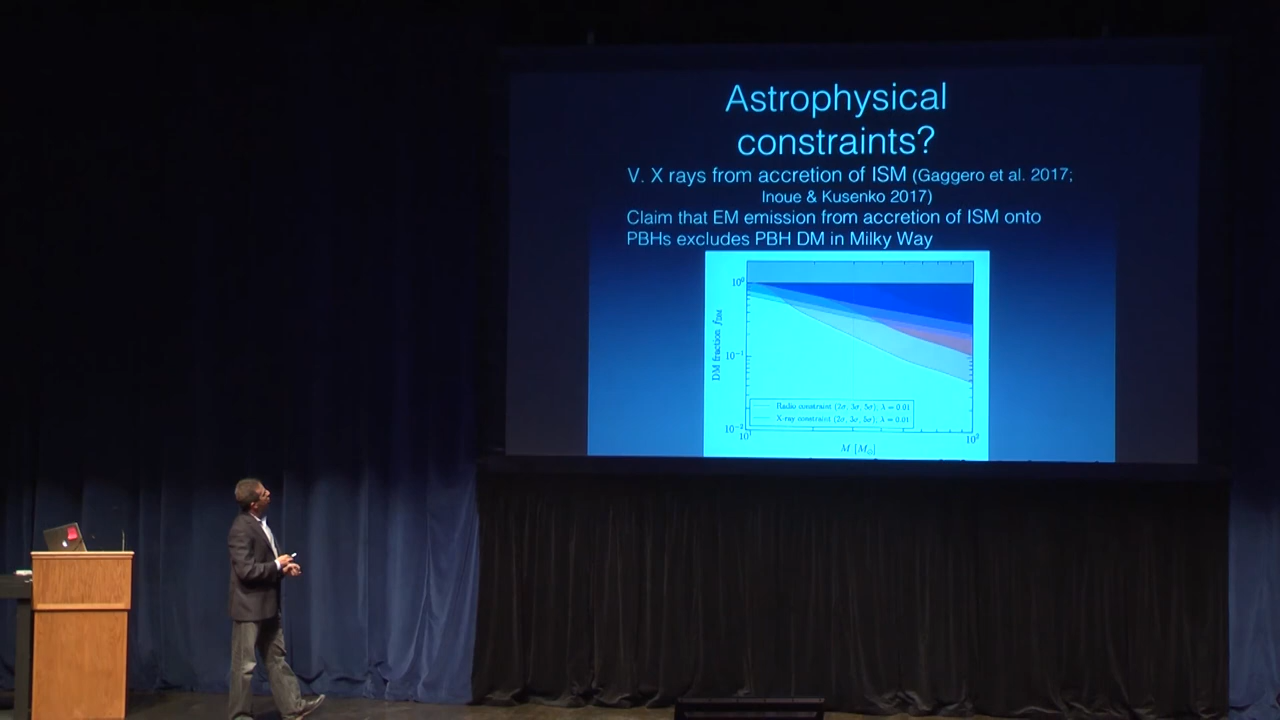 Astrophysical
constraints?
V. X rays from accretion of ISM (Gaggero et al. 2017;
Inoue & Kusenko 2017)
Claim that EM emission from accretion of ISM onto
PBHs excludes PBH DM in Milky Way
10⁰
10⁻¹
10⁻²
DM fraction f_DM
Radio constraint (2σ, 3σ, 5σ); λ = 0.01
X-ray constraint (2σ, 3σ, 5σ); λ = 0.01
10¹
10²
M [M⊙]